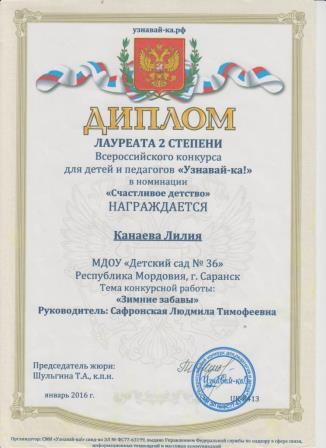 узнавай-ка.рф
ДИПЛОМ
ЛАУРЕАТА 2 СТЕПЕНИ
Всероссийского конкурса
для детей и педагогов «Узнавай-ка!»
в номинации
«Счастливое детство»
НАГРАЖДАЕТСЯ
Канаева Лилия
МДОУ «Детский сад № 36»
Республика Мордовия, г. Саранск
Тема конкурсной работы:
«Зимние забавы»
Руководитель: Сафронская Людмила Тимофеевна
Председатель жюри:
Шульгина Т.А., к.п.н.
Узнавай-ка!
январь 2016 г.
Организатор: СМИ «Узнавай-ка!» свид-во ЭЛ № ФС77-63199, выдано Управлением Федеральной службы по надзору в сфере связи,
информационных технологий и массовых коммуникаций